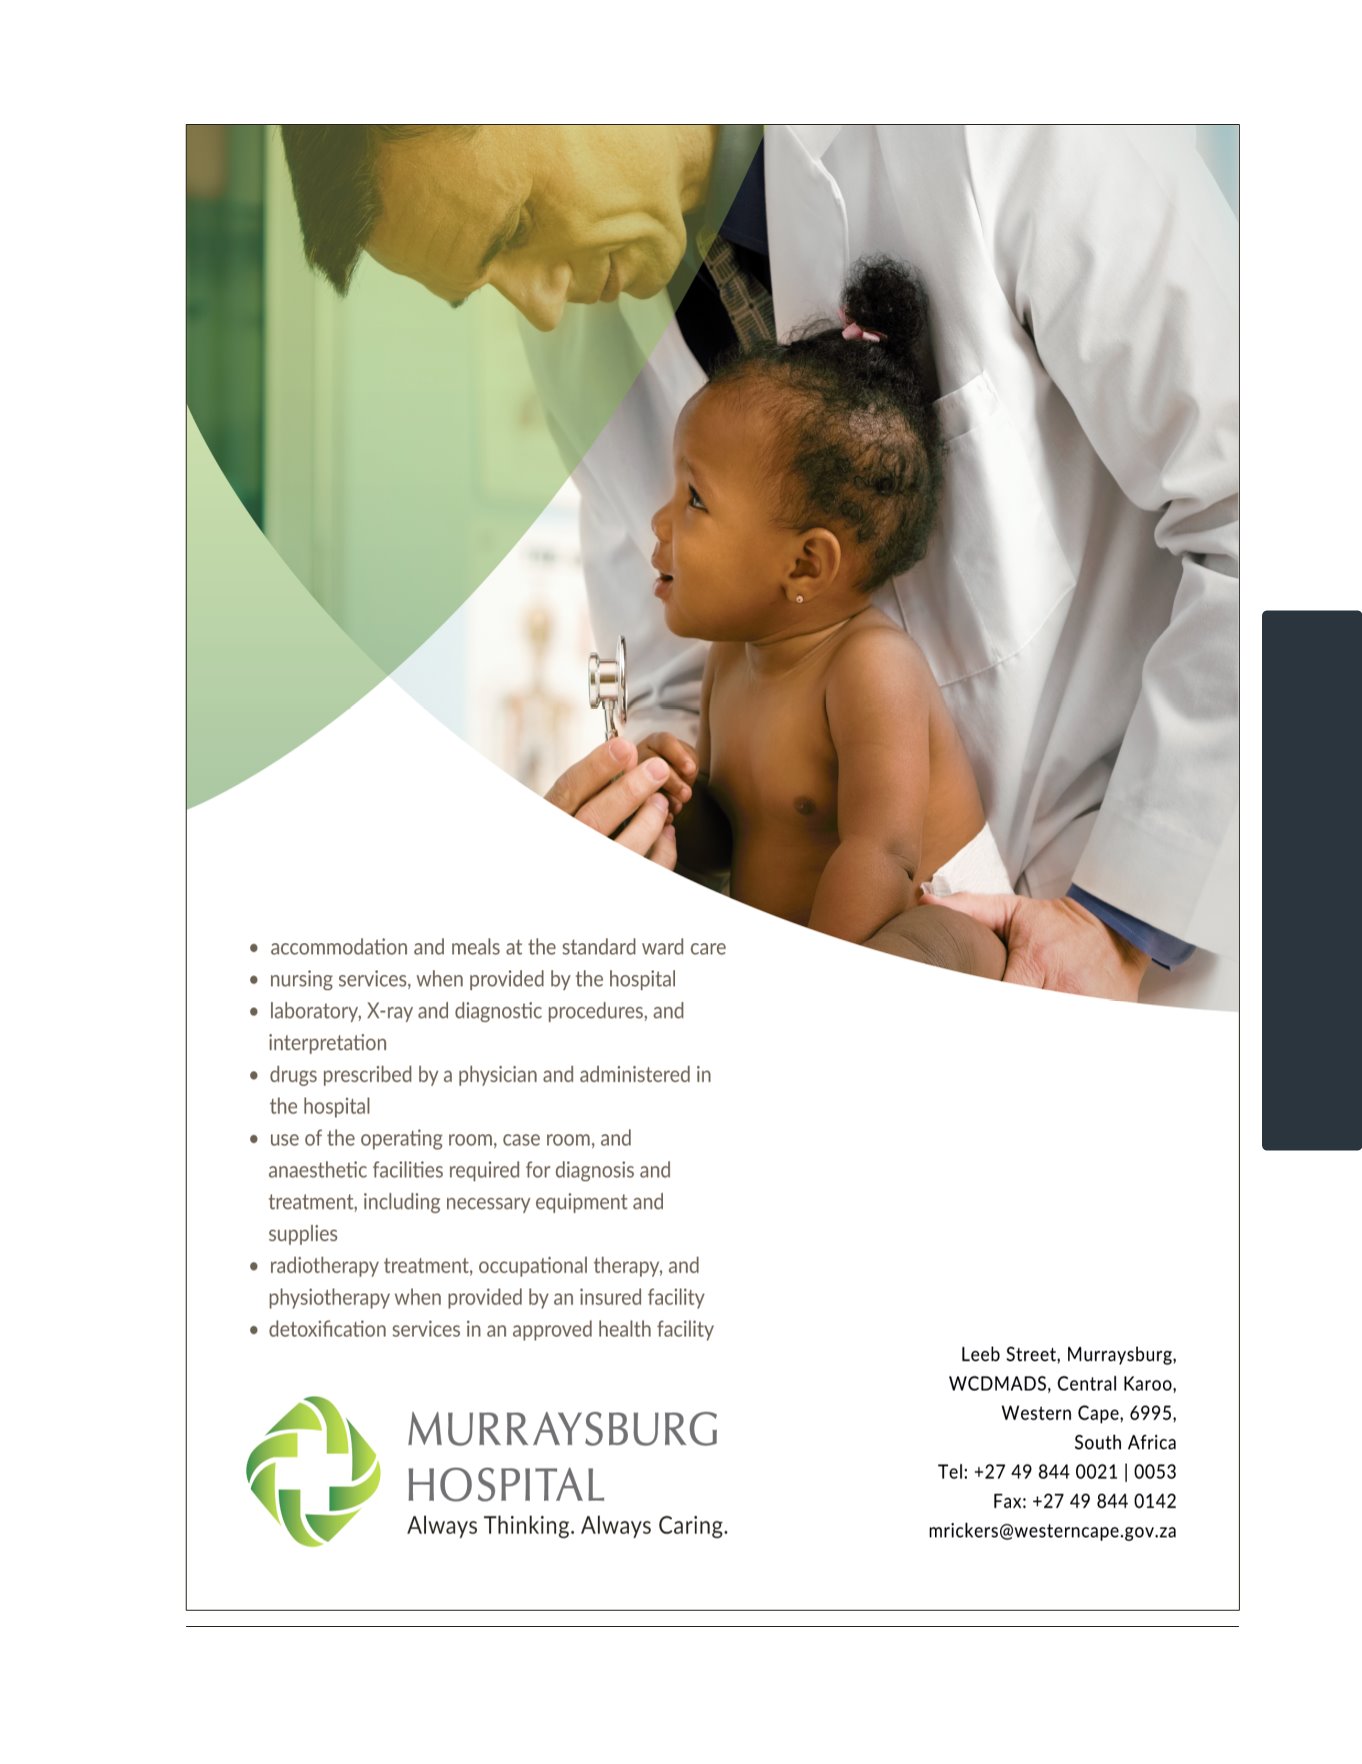 • accommodation and meals at the standard ward care
• nursing services, when provided by the hospital
• laboratory, X-ray and diagnostic procedures, and
interpretation
• drugs prescribed by a physician and administered in
the hospital
• use of the operating room, case room, and
anaesthetic facilities required for diagnosis and
treatment, including necessary equipment and
supplies
• radiotherapy treatment, occupational therapy, and
physiotherapy when provided by an insured facility
• detoxification services in an approved health facility
MURRAYSBURG
HOSPITAL
Always Thinking. Always Caring.
Leeb Street, Murraysburg,
WCDMADS, Central Karoo,
Western Cape, 6995,
South Africa
Tel: +27 49 844 0021 | 0053
Fax: +27 49 844 0142
mrickers@westerncape.gov.za